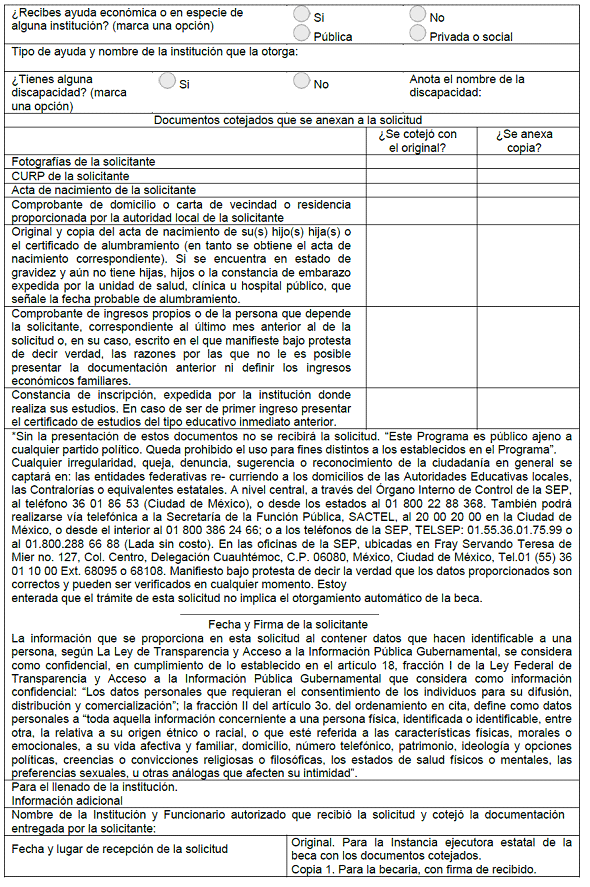 ¿Recibes ayuda económica o en especie de
alguna institución? (marca una opción)
Si
No
Pública
Privada o social
Tipo de ayuda y nombre de la institución que la otorga:
¿Tienes alguna
discapacidad? (marca
una opción)
Si
No
Anota el nombre de la
discapacidad:
Documentos cotejados que se anexan a la solicitud
¿Se cotejó con
el original?
¿Se anexa
copia?
Fotografías de la solicitante
CURP de la solicitante
Acta de nacimiento de la solicitante
Comprobante de domicilio o carta de vecindad o residencia
proporcionada por la autoridad local de la solicitante
Original y copia del acta de nacimiento de su(s) hijo(s) hija(s) o
el certificado de alumbramiento (en tanto se obtiene el acta de
nacimiento correspondiente). Si se encuentra en estado de
gravidez y aún no tiene hijas, hijos o la constancia de embarazo
expedida por la unidad de salud, clínica u hospital público, que
señale la fecha probable de alumbramiento.
Comprobante de ingresos propios o de la persona que depende
la solicitante, correspondiente al último mes anterior al de la
solicitud o, en su caso, escrito en el que manifieste bajo protesta
de decir verdad, las razones por las que no le es posible
presentar la documentación anterior ni definir los ingresos
económicos familiares.
Constancia de inscripción, expedida por la institución donde
realiza sus estudios. En caso de ser de primer ingreso presentar
el certificado de estudios del tipo educativo inmediato anterior.
*Sin la presentación de estos documentos no se recibirá la solicitud. “Este Programa es público ajeno a
cualquier partido político. Queda prohibido el uso para fines distintos a los establecidos en el Programa”.
Cualquier irregularidad, queja, denuncia, sugerencia o reconocimiento de la ciudadanía en general se
captará en: las entidades federativas re- curriendo a los domicilios de las Autoridades Educativas locales,
las Contralorías o equivalentes estatales. A nivel central, a través del Órgano Interno de Control de la SEP,
al teléfono 36 01 86 53 (Ciudad de México), o desde los estados al 01 800 22 88 368. También podrá
realizarse vía telefónica a la Secretaría de la Función Pública, SACTEL, al 20 00 20 00 en la Ciudad de
México, o desde el interior al 01 800 386 24 66; o a los teléfonos de la SEP, TELSEP: 01.55.36.01.75.99 o
al 01.800.288 66 88 (Lada sin costo). En las oficinas de la SEP, ubicadas en Fray Servando Teresa de
Mier no. 127, Col. Centro, Delegación Cuauhtémoc, C.P. 06080, México, Ciudad de México, Tel.01 (55) 36
01 10 00 Ext. 68095 o 68108. Manifiesto bajo protesta de decir la verdad que los datos proporcionados son
correctos y pueden ser verificados en cualquier momento. Estoy
enterada que el trámite de esta solicitud no implica el otorgamiento automático de la beca.
Fecha y Firma de la solicitante
La información que se proporciona en esta solicitud al contener datos que hacen identificable a una
persona, según La Ley de Transparencia y Acceso a la Información Pública Gubernamental, se considera
como confidencial, en cumplimiento de lo establecido en el artículo 18, fracción I de la Ley Federal de
Transparencia y Acceso a la Información Pública Gubernamental que considera como información
confidencial: “Los datos personales que requieran el consentimiento de los individuos para su difusión,
distribución y comercialización”; la fracción II del artículo 3o. del ordenamiento en cita, define como datos
personales a “toda aquella información concerniente a una persona física, identificada o identificable, entre
otra, la relativa a su origen étnico o racial, o que esté referida a las características físicas, morales o
emocionales, a su vida afectiva y familiar, domicilio, número telefónico, patrimonio, ideología y opciones
políticas, creencias o convicciones religiosas o filosóficas, los estados de salud físicos o mentales, las
preferencias sexuales, u otras análogas que afecten su intimidad”.
Para el llenado de la institución.
Información adicional
Nombre de la Institución y Funcionario autorizado que recibió la solicitud y cotejó la documentación
entregada por la solicitante:
Fecha y lugar de recepción de la solicitud
Original. Para la Instancia ejecutora estatal de la
beca con los documentos cotejados.
Copia 1. Para la becaria, con firma de recibido.